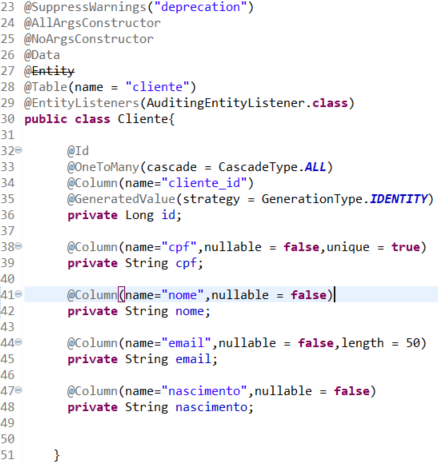 23 @SuppressWarnings("deprecation")
24 @AllArgsConstructor
25 @NoArgsConstructor
26 @Data
27 @Entity
28 @Table(name = "cliente")
29 @EntityListeners(AuditingEntityListener.class)
30 public class Cliente{
31
32 @Id
33 @OneToMany(cascade = CascadeType.ALL)
34 @Column(name="cliente_id")
35 @GeneratedValue(strategy = GenerationType.IDENTITY)
36 private Long id;
37
38 @Column(name="cpf",nullable = false,unique = true)
39 private String cpf;
40
41 @Column(name="nome",nullable = false)
42 private String nome;
43
44 @Column(name="email",nullable = false,length = 50)
45 private String email;
46
47 @Column(name="nascimento",nullable = false)
48 private String nascimento;
49
50
51 }